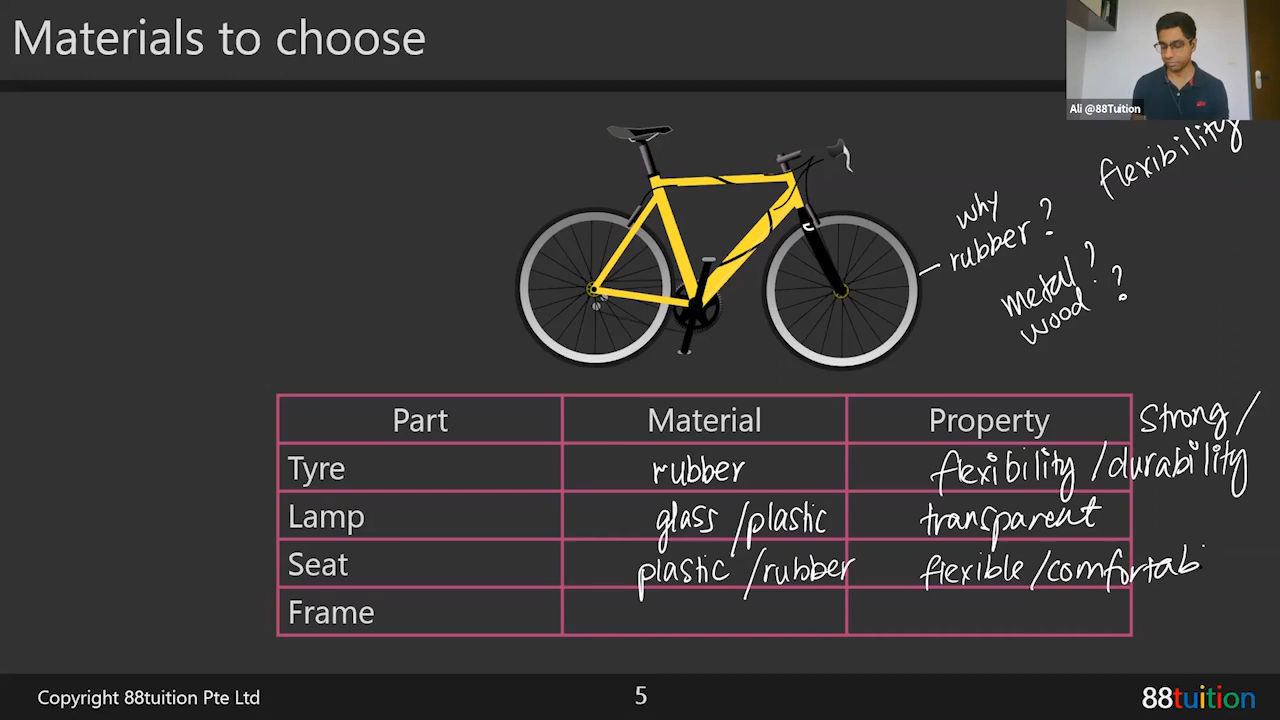 Materials to choose
Ali @88Tuition
flexibility
why
rubber?
metal?
wood?
Part Material Property Strong/
Tyre rubber flexibility/durability
Lamp glass/plastic transparent
Seat plastic/rubber flexible/comfortab
Frame
Copyright 88tuition Pte Ltd 5 88tuition